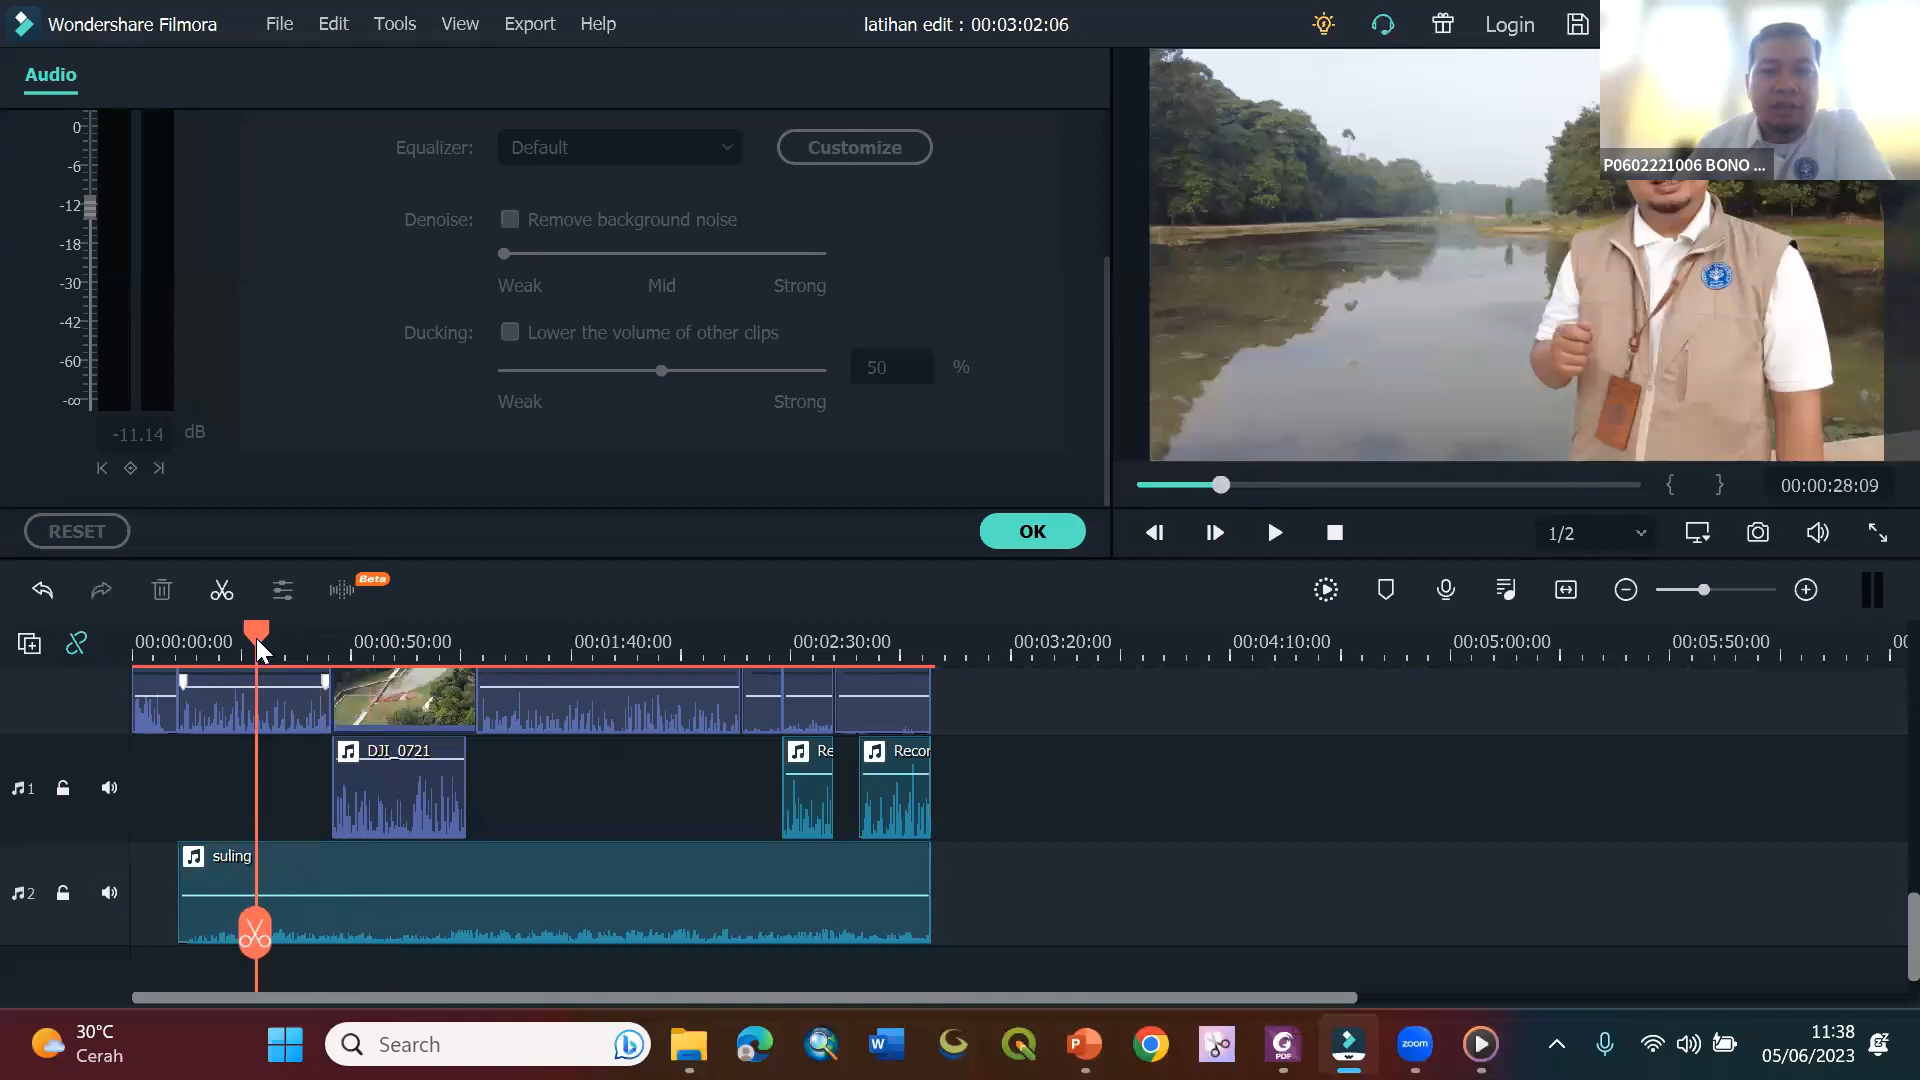 Wondershare Filmora File Edit Tools View Export Help latihan edit : 00:03:02:06 Login
P0602221006 BONO ...
Audio
0
-6
-12
-18
-30
-42
-60
-∞
-11.14 dB
Equalizer: Default Customize
Denoise: Remove background noise
Weak Mid Strong
Ducking: Lower the volume of other clips
50 %
Weak Strong
RESET OK
00:00:28:09
1/2
Beta
00:00:00:00 00:00:50:00 00:01:40:00 00:02:30:00 00:03:20:00 00:04:10:00 00:05:00:00 00:05:50:00 00
DJI_0721 Re Recor
1
suling
2
30°C
Cerah
Search
W
P
PDF
zoom
11:38
05/06/2023